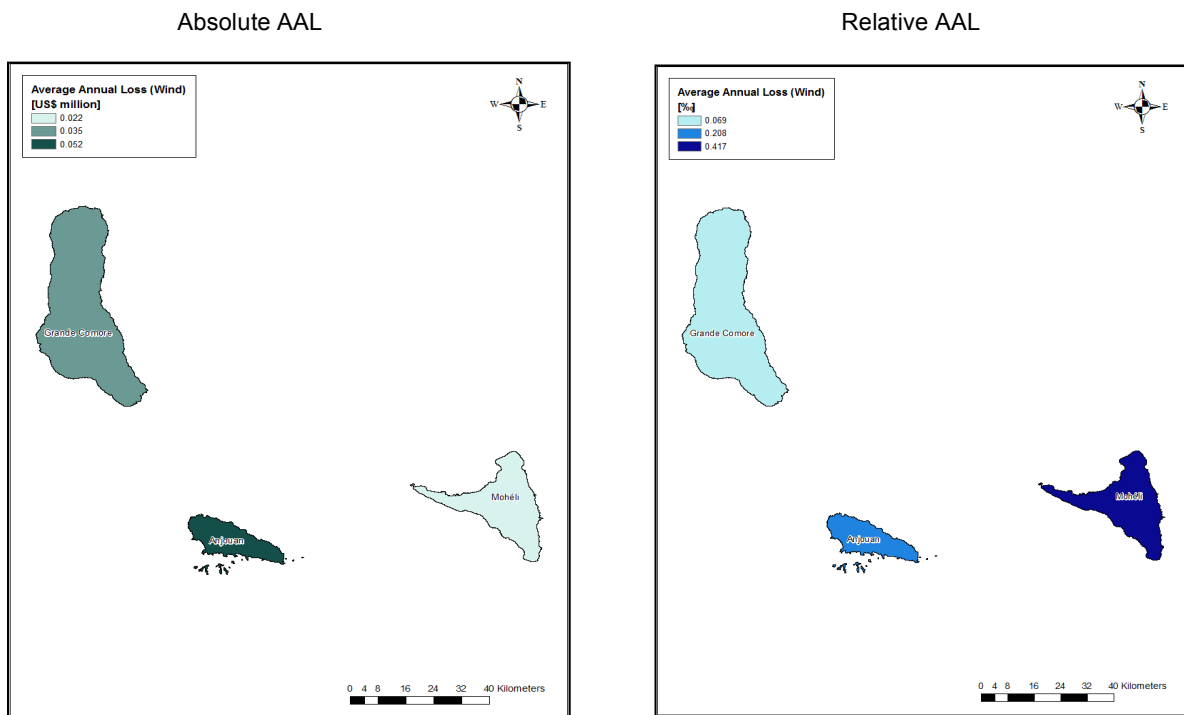 Absolute AAL
Relative AAL
Average Annual Loss (Wind)
[US$ million]
0.022
0.035
0.052
N
W E
S
Grande Comore
Mohéli
Anjouan
0 4 8 16 24 32 40 Kilometers
Average Annual Loss (Wind)
[‰]
0.069
0.208
0.417
N
W E
S
Grande Comore
Mohéli
Anjouan
0 4 8 16 24 32 40 Kilometers